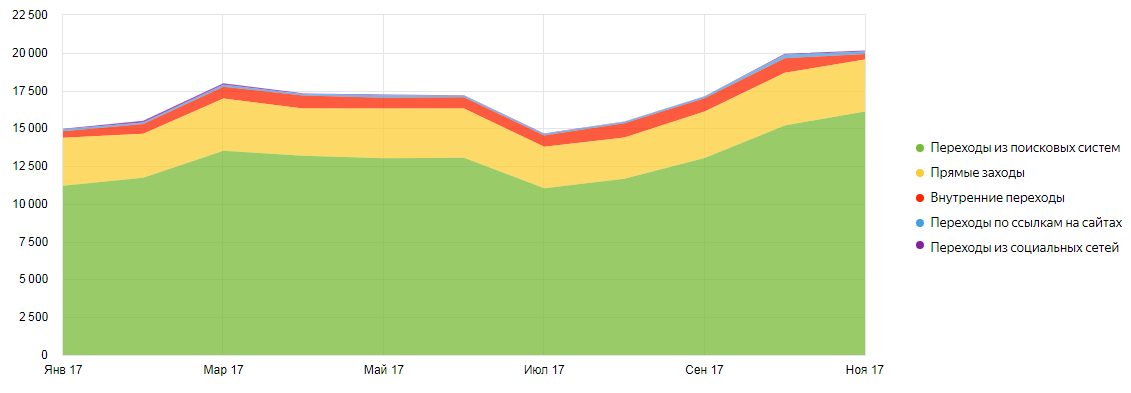 22 500
20 000
17 500
15 000
12 500
10 000
7 500
5 000
2 500
0
Янв 17
Мар 17
Май 17
Июл 17
Сен 17
Ноя 17
Переходы из поисковых систем
Прямые заходы
Внутренние переходы
Переходы по ссылкам на сайтах
Переходы из социальных сетей